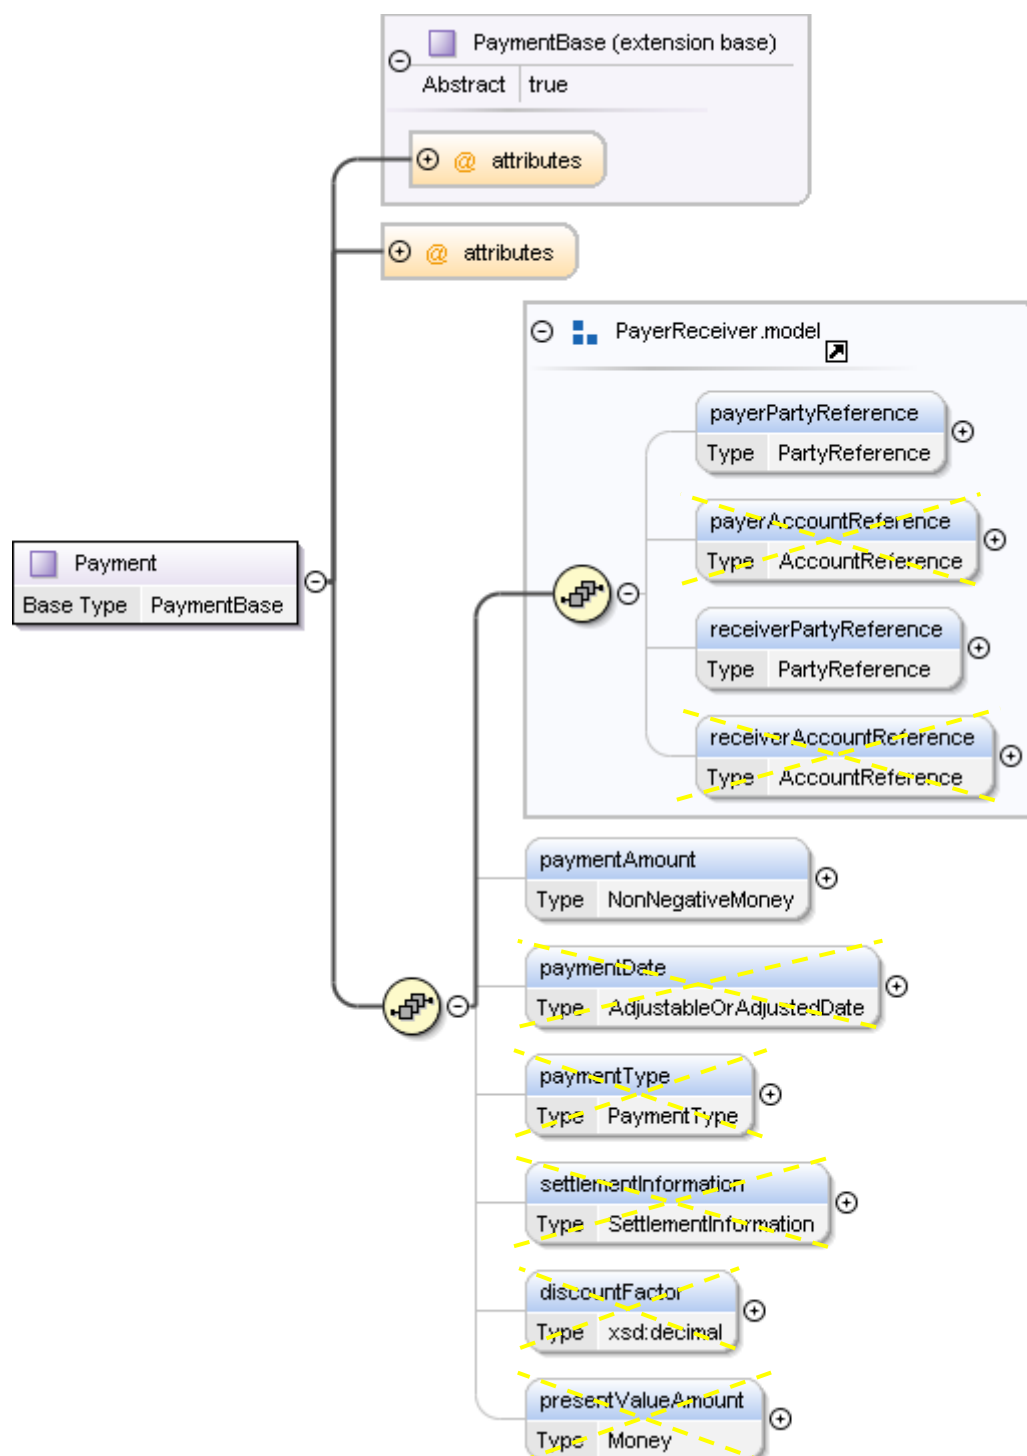 PaymentBase (extension base)
Abstract true
@ attributes
@ attributes
PayerReceiver.model
payerPartyReference
Type PartyReference
payerAccountReference
Type AccountReference
Payment
Base Type PaymentBase
receiverPartyReference
Type PartyReference
receiverAccountReference
Type AccountReference
paymentAmount
Type NonNegativeMoney
paymentDate
Type AdjustableOrAdjustedDate
paymentType
Type PaymentType
settlementInformation
Type SettlementInformation
discountFactor
Type xsd:decimal
presentValueAmount
Type Money